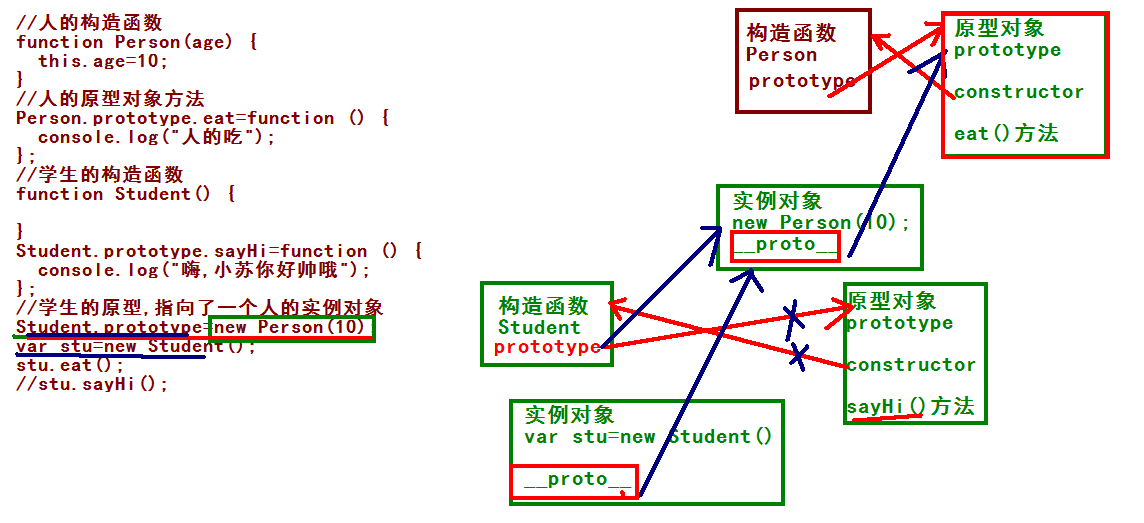 //人的构造函数
function Person(age) {
  this.age=10;
}
//人的原型对象方法
Person.prototype.eat=function () {
  console.log("人的吃");
};
//学生的构造函数
function Student() {

}
Student.prototype.sayHi=function () {
  console.log("嗨,小苏你好帅哦");
};
//学生的原型,指向了一个人的实例对象
Student.prototype=new Person(10)
var stu=new Student();
stu.eat();
//stu.sayHi();
构造函数
Person
prototype
原型对象
prototype
constructor
eat()方法
实例对象
new Person(10);
__proto__
构造函数
Student
prototype
原型对象
prototype
constructor
sayHi()方法
实例对象
var stu=new Student()
__proto__